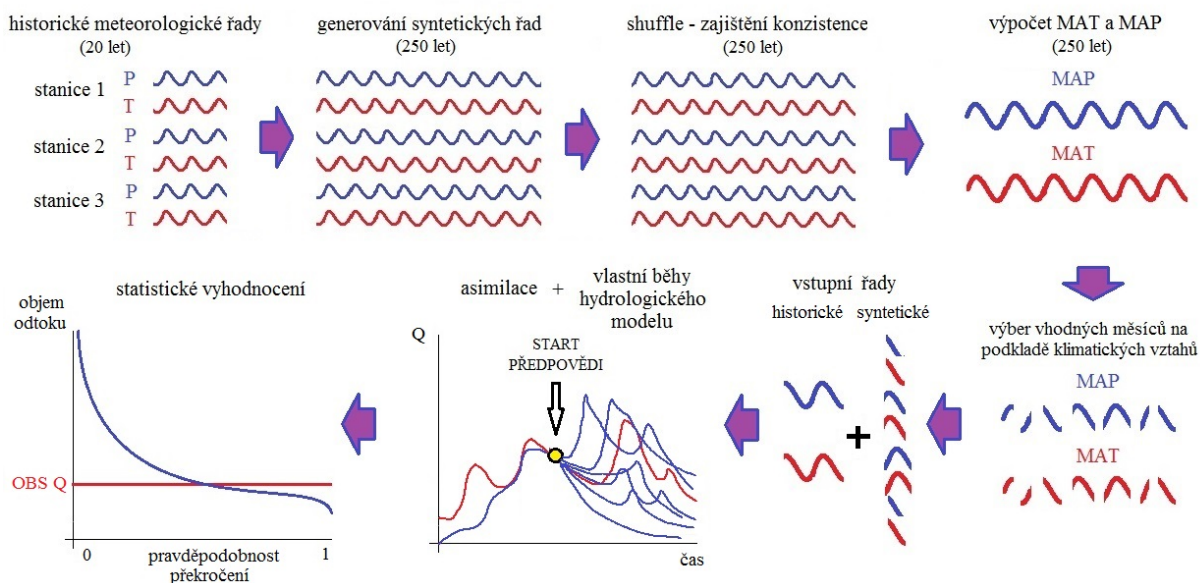 historické meteorologické řady
(20 let)
generování syntetických řad
(250 let)
shuffle - zajištění konzistence
(250 let)
výpočet MAT a MAP
(250 let)
stanice 1
P
T
stanice 2
P
T
stanice 3
P
T
MAP
MAT
výber vhodných měsíců na
podkladě klimatických vztahů
MAP
MAT
vstupní řady
historické
syntetické
+
asimilace + vlastní běhy
hydrologického
modelu
Q
START
PŘEDPOVĚDI
čas
statistické vyhodnocení
objem
odtoku
OBS Q
0
1
pravděpodobnost
překročení